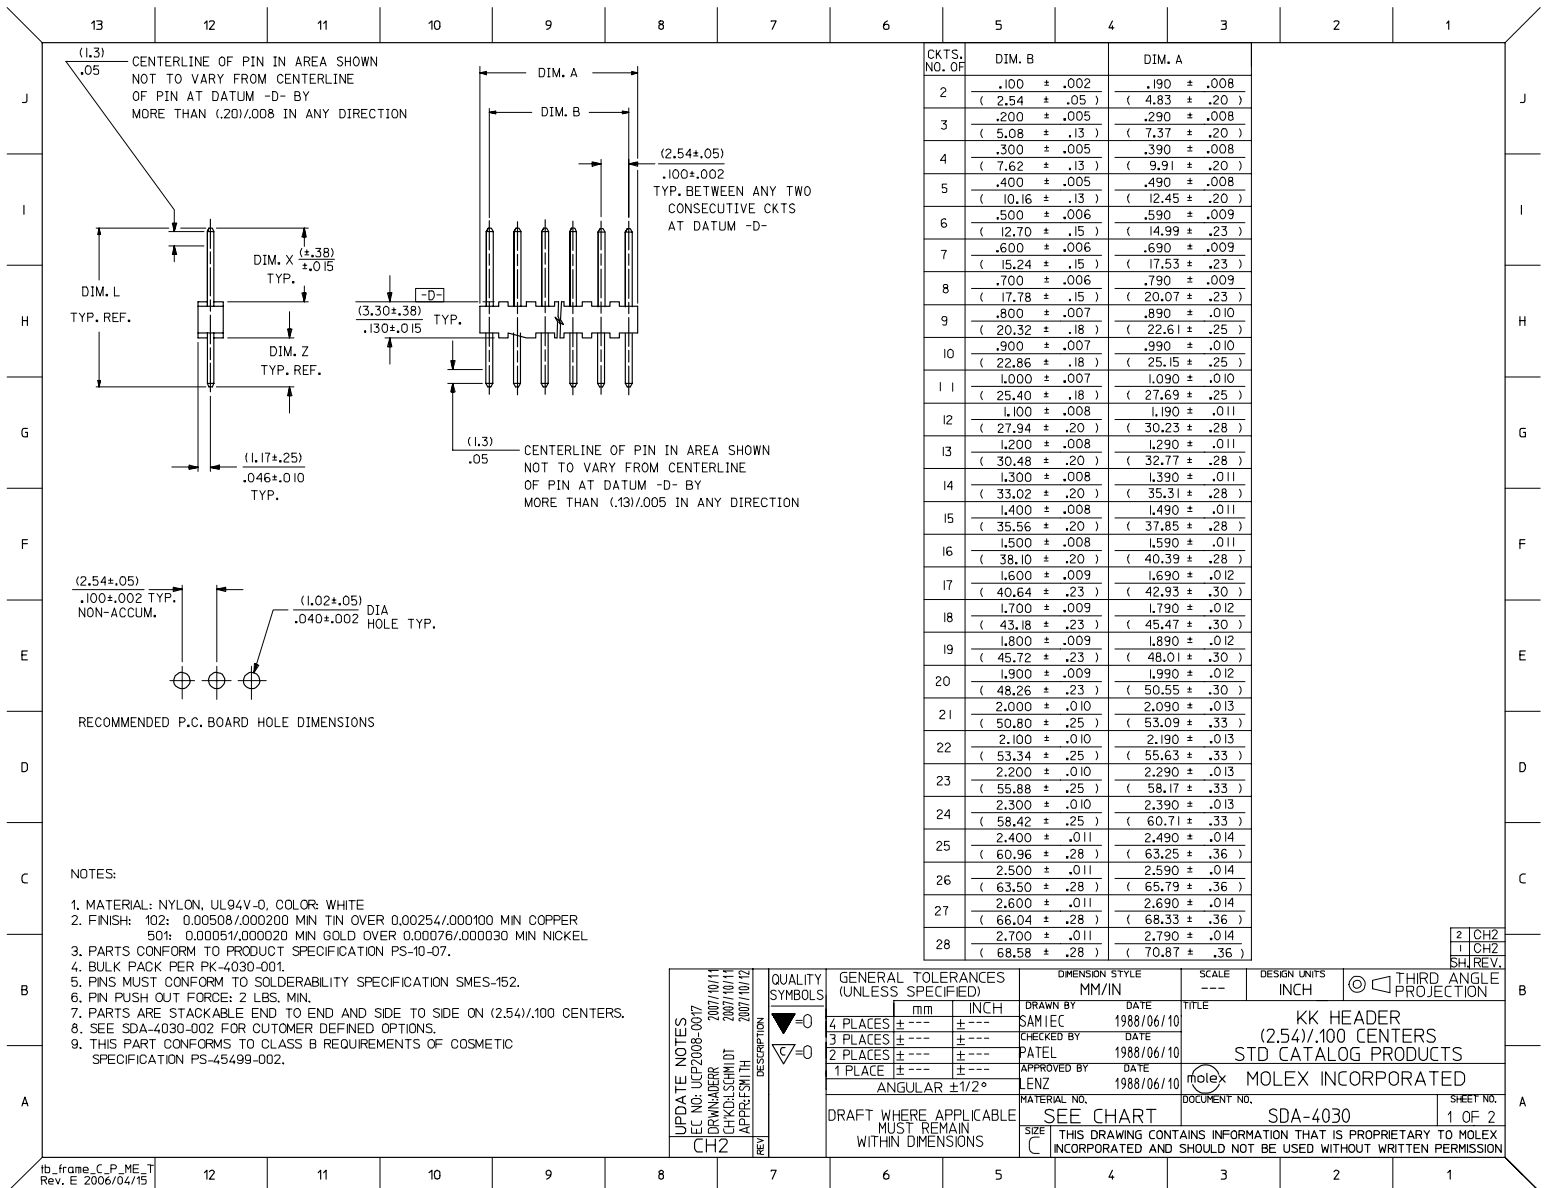 13 12 11 10 9 8 7 6 5 4 3 2 1
J
I
H
G
F
E
D
C
B
A
(1.3)
.05
CENTERLINE OF PIN IN AREA SHOWN
NOT TO VARY FROM CENTERLINE
OF PIN AT DATUM -D- BY
MORE THAN (.20)/.008 IN ANY DIRECTION
DIM. A
DIM. B
(2.54±.05)
.100±.002
TYP. BETWEEN ANY TWO
CONSECUTIVE CKTS
AT DATUM -D-
DIM. L
TYP. REF.
DIM. X (±.38)
±.015
TYP.
-D-
(3.30±.38)
.130±.015
TYP.
DIM. Z
TYP. REF.
(1.17±.25)
.046±.010
TYP.
(1.3)
.05
CENTERLINE OF PIN IN AREA SHOWN
NOT TO VARY FROM CENTERLINE
OF PIN AT DATUM -D- BY
MORE THAN (.13)/.005 IN ANY DIRECTION
(2.54±.05)
.100±.002 TYP.
NON-ACCUM.
(1.02±.05)
.040±.002
DIA
HOLE TYP.
RECOMMENDED P.C. BOARD HOLE DIMENSIONS
CKTS.
NO. OF
DIM. B DIM. A
2 .100 ± .002 .190 ± .008
( 2.54 ± .05 ) ( 4.83 ± .20 )
3 .200 ± .005 .290 ± .008
( 5.08 ± .13 ) ( 7.37 ± .20 )
4 .300 ± .005 .390 ± .008
( 7.62 ± .13 ) ( 9.91 ± .20 )
5 .400 ± .005 .490 ± .008
( 10.16 ± .13 ) ( 12.45 ± .20 )
6 .500 ± .006 .590 ± .009
( 12.70 ± .15 ) ( 14.99 ± .23 )
7 .600 ± .006 .690 ± .009
( 15.24 ± .15 ) ( 17.53 ± .23 )
8 .700 ± .006 .790 ± .009
( 17.78 ± .15 ) ( 20.07 ± .23 )
9 .800 ± .007 .890 ± .010
( 20.32 ± .18 ) ( 22.61 ± .25 )
10 .900 ± .007 .990 ± .010
( 22.86 ± .18 ) ( 25.15 ± .25 )
11 1.000 ± .007 1.090 ± .010
( 25.40 ± .18 ) ( 27.69 ± .25 )
12 1.100 ± .008 1.190 ± .011
( 27.94 ± .20 ) ( 30.23 ± .28 )
13 1.200 ± .008 1.290 ± .011
( 30.48 ± .20 ) ( 32.77 ± .28 )
14 1.300 ± .008 1.390 ± .011
( 33.02 ± .20 ) ( 35.31 ± .28 )
15 1.400 ± .008 1.490 ± .011
( 35.56 ± .20 ) ( 37.85 ± .28 )
16 1.500 ± .008 1.590 ± .011
( 38.10 ± .20 ) ( 40.39 ± .28 )
17 1.600 ± .009 1.690 ± .012
( 40.64 ± .23 ) ( 42.93 ± .30 )
18 1.700 ± .009 1.790 ± .012
( 43.18 ± .23 ) ( 45.47 ± .30 )
19 1.800 ± .009 1.890 ± .012
( 45.72 ± .23 ) ( 48.01 ± .30 )
20 1.900 ± .009 1.990 ± .012
( 48.26 ± .23 ) ( 50.55 ± .30 )
21 2.000 ± .010 2.090 ± .013
( 50.80 ± .25 ) ( 53.09 ± .33 )
22 2.100 ± .010 2.190 ± .013
( 53.34 ± .25 ) ( 55.63 ± .33 )
23 2.200 ± .010 2.290 ± .013
( 55.88 ± .25 ) ( 58.17 ± .33 )
24 2.300 ± .010 2.390 ± .013
( 58.42 ± .25 ) ( 60.71 ± .33 )
25 2.400 ± .011 2.490 ± .014
( 60.96 ± .28 ) ( 63.25 ± .36 )
26 2.500 ± .011 2.590 ± .014
( 63.50 ± .28 ) ( 65.79 ± .36 )
27 2.600 ± .011 2.690 ± .014
( 66.04 ± .28 ) ( 68.33 ± .36 )
28 2.700 ± .011 2.790 ± .014
( 68.58 ± .28 ) ( 70.87 ± .36 )
NOTES:
1. MATERIAL: NYLON, UL94V-0, COLOR: WHITE
2. FINISH: 102: 0.00508/.000200 MIN TIN OVER 0.00254/.000100 MIN COPPER
501: 0.00051/.000020 MIN GOLD OVER 0.00076/.000030 MIN NICKEL
3. PARTS CONFORM TO PRODUCT SPECIFICATION PS-10-07.
4. BULK PACK PER PK-4030-001.
5. PINS MUST CONFORM TO SOLDERABILITY SPECIFICATION SMES-152.
6. PIN PUSH OUT FORCE: 2 LBS. MIN.
7. PARTS ARE STACKABLE END TO END AND SIDE TO SIDE ON (2.54)/.100 CENTERS.
8. SEE SDA-4030-002 FOR CUTOMER DEFINED OPTIONS.
9. THIS PART CONFORMS TO CLASS B REQUIREMENTS OF COSMETIC
SPECIFICATION PS-45499-002.
2 CH2
1 CH2
SH. REV.
UPDATE NOTES
EC NO: UCP2008-0017
DRWN:ADERR 2007/10/11
CH'KD:LSCHMIDT 2007/10/11
APPR:FSMITH 2007/10/12
CH2
DESCRIPTION
REV
QUALITY
SYMBOLS
=0
C =0
GENERAL TOLERANCES
(UNLESS SPECIFIED)
mm INCH
4 PLACES ± --- ± ---
3 PLACES ± --- ± ---
2 PLACES ± --- ± ---
1 PLACE ± --- ± ---
ANGULAR ±1/2°
DRAFT WHERE APPLICABLE
MUST REMAIN
WITHIN DIMENSIONS
DIMENSION STYLE
MM/IN
SCALE
---
DESIGN UNITS
INCH
THIRD ANGLE
PROJECTION
DRAWN BY DATE
SAMIEC 1988/06/10
CHECKED BY DATE
PATEL 1988/06/10
APPROVED BY DATE
LENZ 1988/06/10
TITLE
KK HEADER
(2.54)/.100 CENTERS
STD CATALOG PRODUCTS
molex MOLEX INCORPORATED
MATERIAL NO.
SEE CHART
DOCUMENT NO.
SDA-4030
SHEET NO.
1 OF 2
SIZE
C
THIS DRAWING CONTAINS INFORMATION THAT IS PROPRIETARY TO MOLEX
INCORPORATED AND SHOULD NOT BE USED WITHOUT WRITTEN PERMISSION
J
I
H
G
F
E
D
C
B
A
tb_frame_C_P_ME_T
Rev. E 2006/04/15
12 11 10 9 8 7 6 5 4 3 2 1